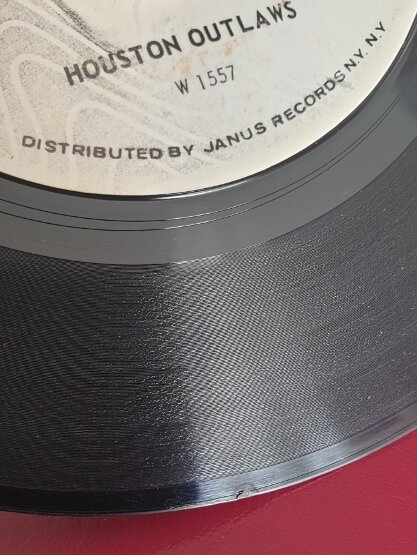 HOUSTON OUTLAWS
W 1557
DISTRIBUTED BY JANUS RECORDS N.Y. N.Y